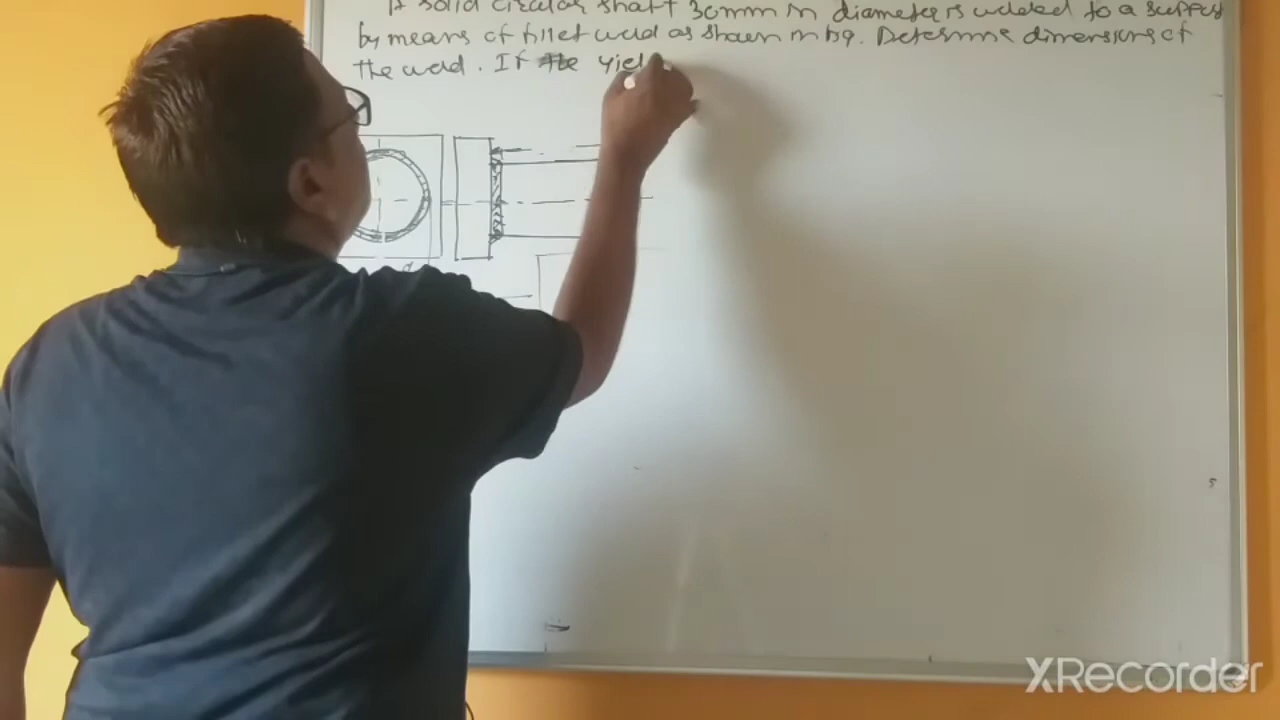 A solid circular shaft 30mm in diameter is welded to a support
by means of fillet weld as shown in fig. Determine dimensions of
the weld. If the yiel
d
XRecorder